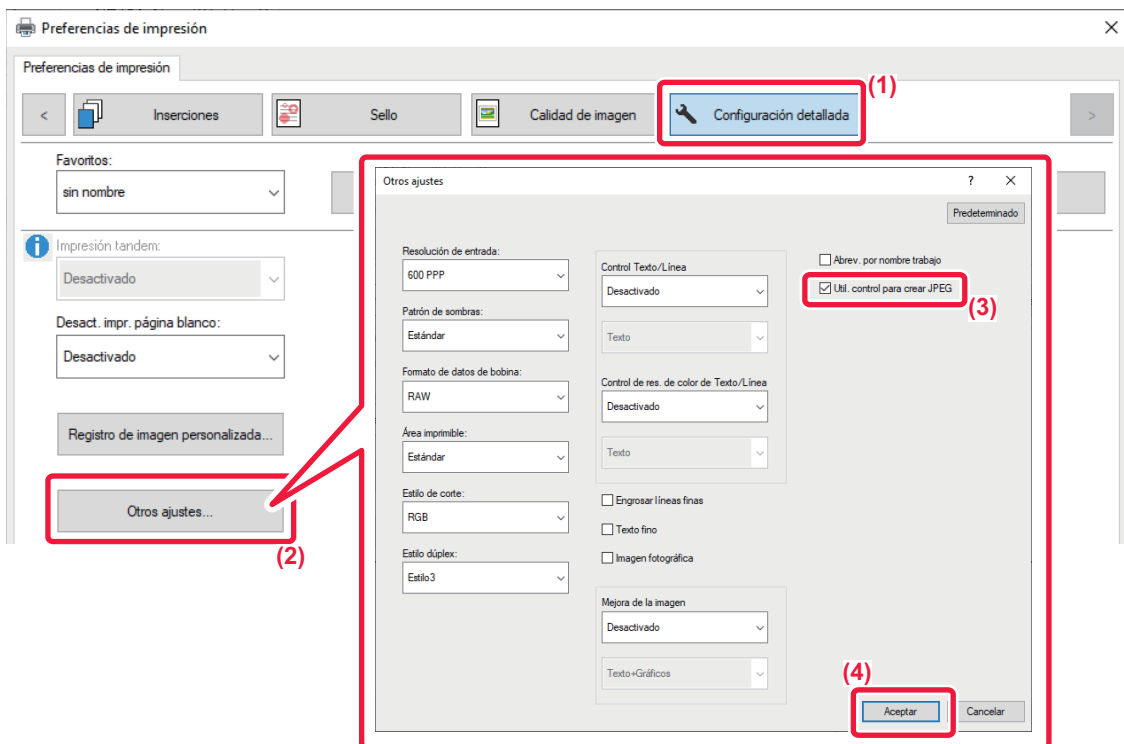 Preferencias de impresión
Preferencias de impresión
(1)
<
Inserciones
Sello
Calidad de imagen
Configuración detallada
>
Favoritos:
sin nombre
Impresión tandem:
Desactivado
Desact. impr. página blanco:
Desactivado
Registro de imagen personalizada...
Otros ajustes...
(2)
Otros ajustes
?
Predeterminado
Resolución de entrada:
600 PPP
Patrón de sombras:
Estándar
Formato de datos de bobina:
RAW
Área imprimible:
Estándar
Estilo de corte:
RGB
Estilo dúplex:
Estilo3
Control Texto/Línea
Desactivado
Texto
Control de res. de color de Texto/Línea
Desactivado
Texto
Engrosar líneas finas
Texto fino
Imagen fotográfica
Mejora de la imagen
Desactivado
Texto+Gráficos
Abrev. por nombre trabajo
Util. control para crear JPEG
(3)
(4)
Aceptar
Cancelar